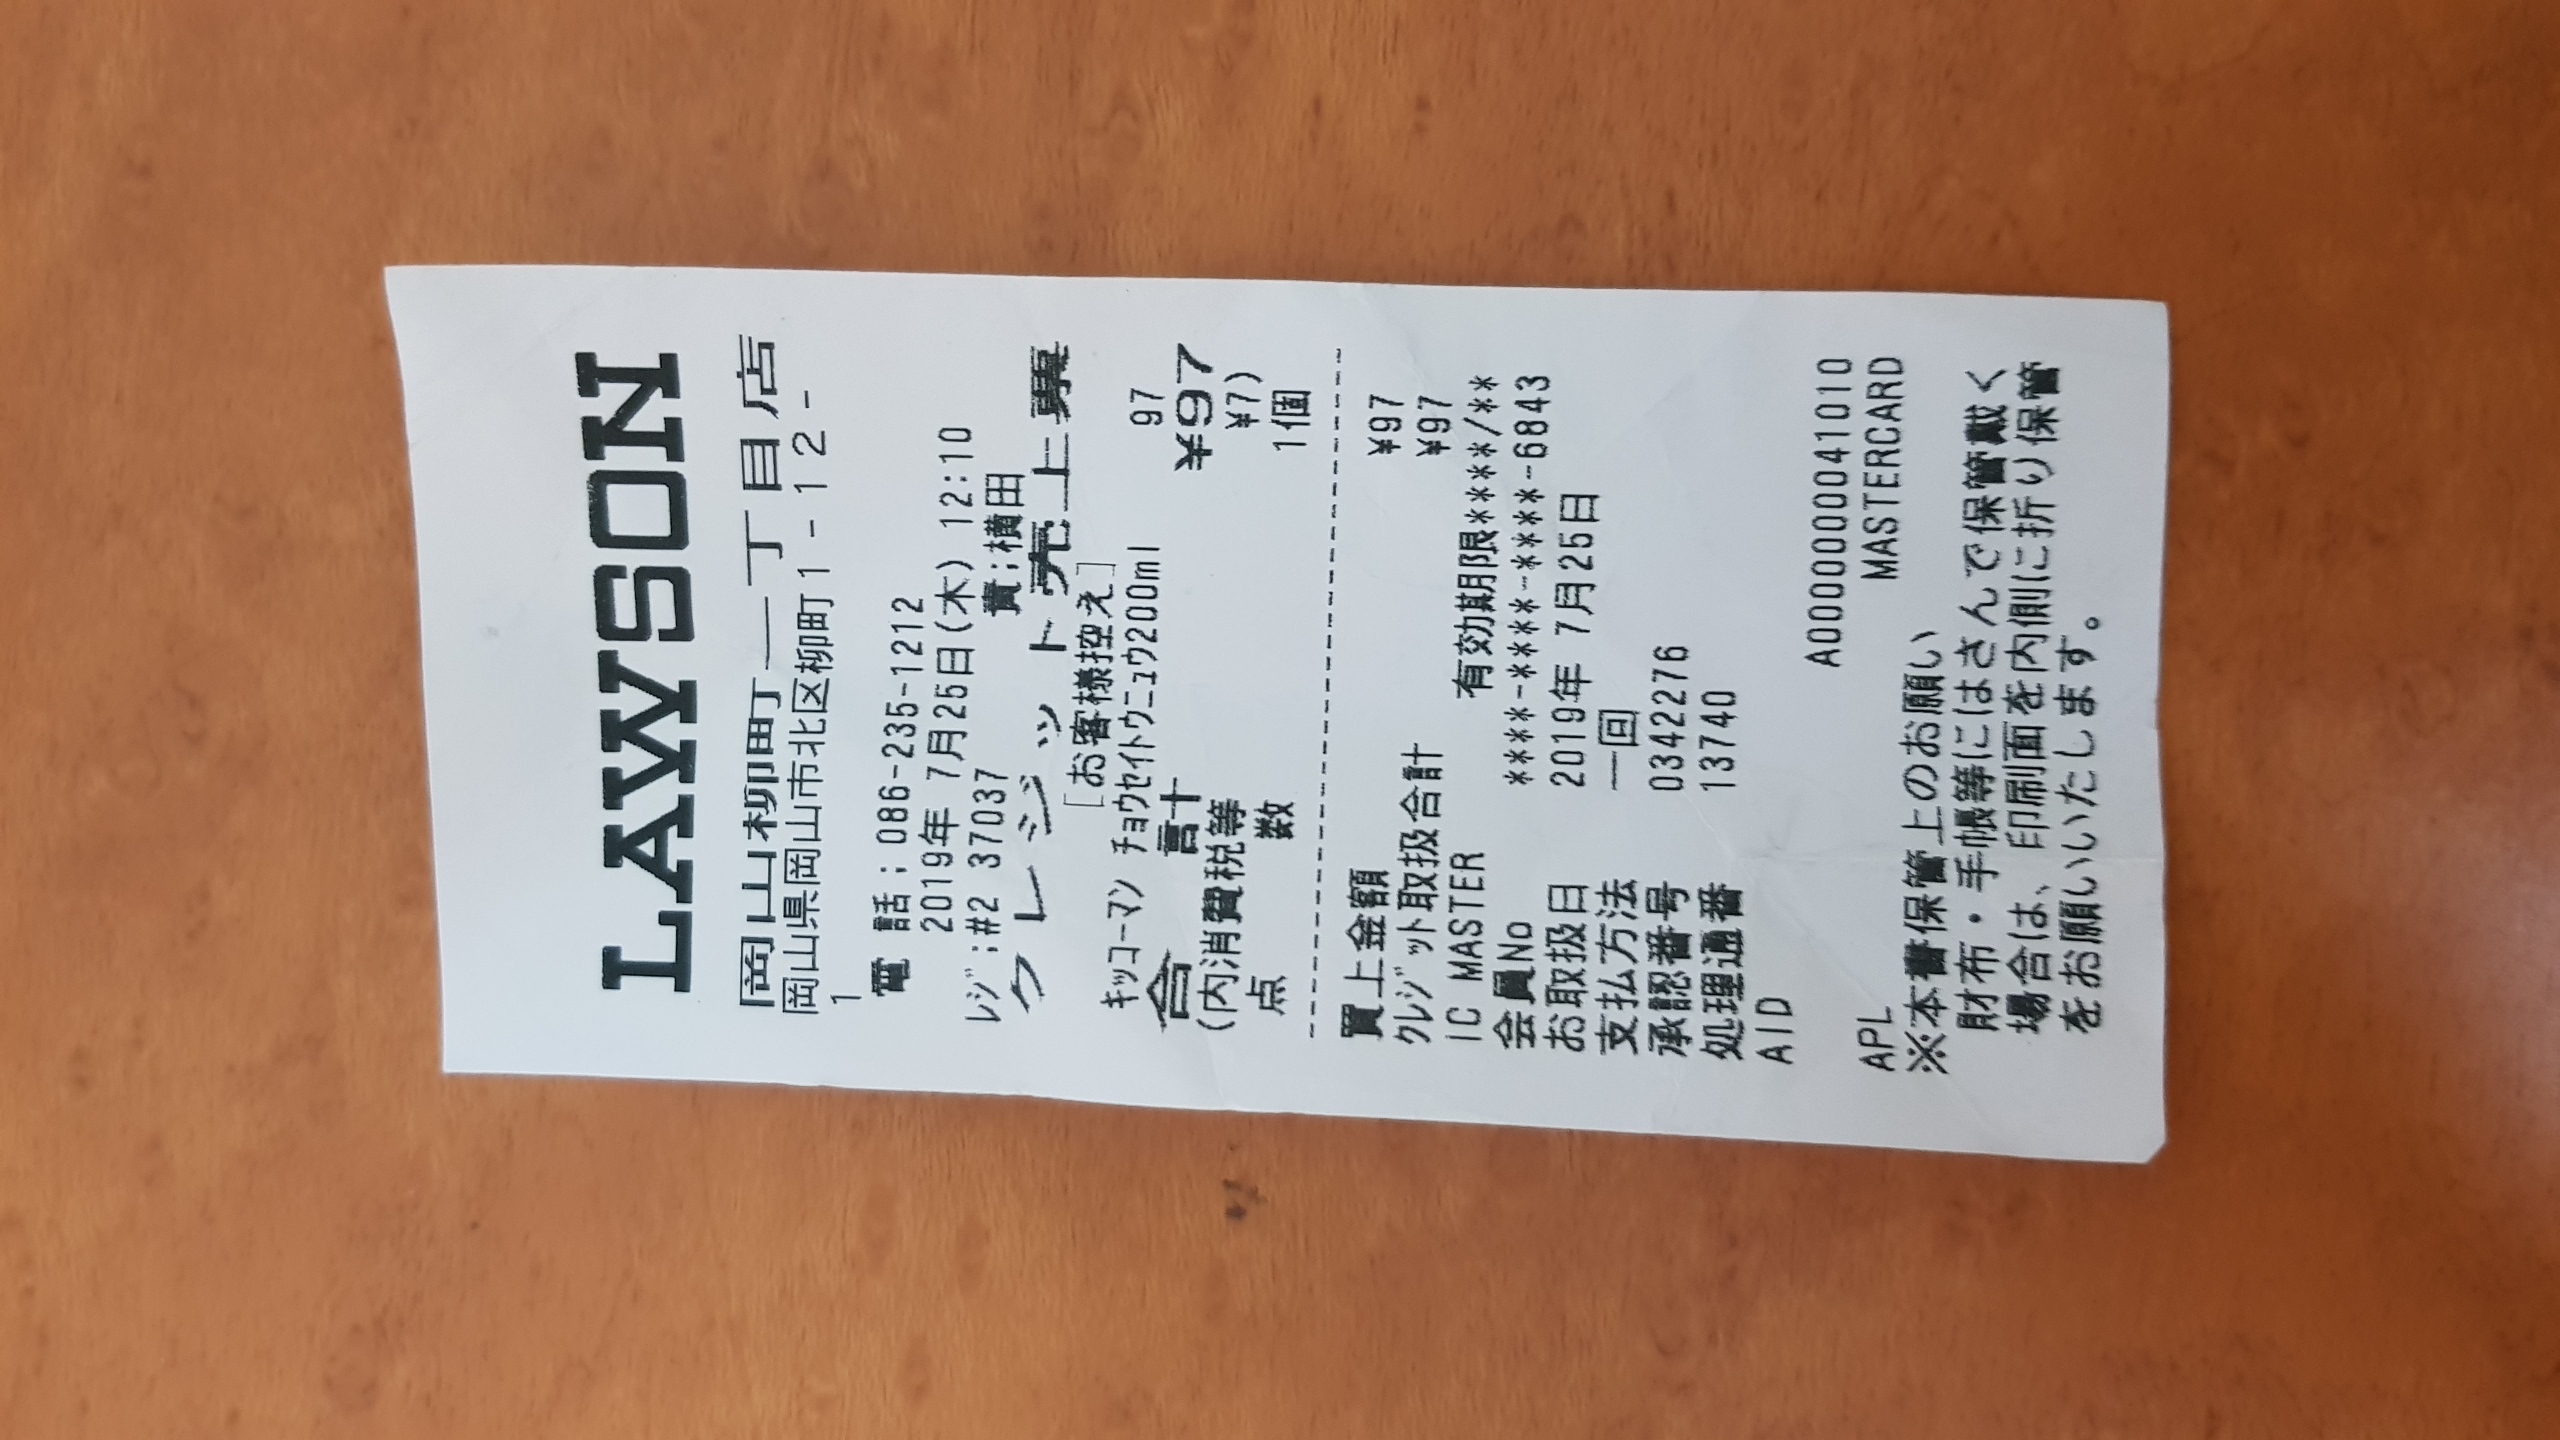 LAWSON
岡山柳町一丁目店
岡山県岡山市北区柳町1-12-
1
電 話;086-235-1212
2019年 7月25日(木) 12:10
ﾚｼﾞ;#2 37037 責;横田
クレジット売上票
[お客様控え]
ｷｯｺｰﾏﾝ ﾁｮｳｾｲﾄｳﾆｭｳ200ml 97
合 計 ¥97
(内消費税等 ¥7)
点 数 1個
--------------------------------
買上金額 ¥97
ｸﾚｼﾞｯﾄ取扱合計 ¥97
IC MASTER 有効期限****/**
会員No ****-****-****-6843
お取扱日 2019年 7月25日
支払方法 一回
承認番号 0342276
処理通番 13740
AID
A0000000041010
APL MASTERCARD
※本書保管上のお願い
財布・手帳等にはさんで保管戴く
場合は、印刷面を内側に折り保管
をお願いいたします。